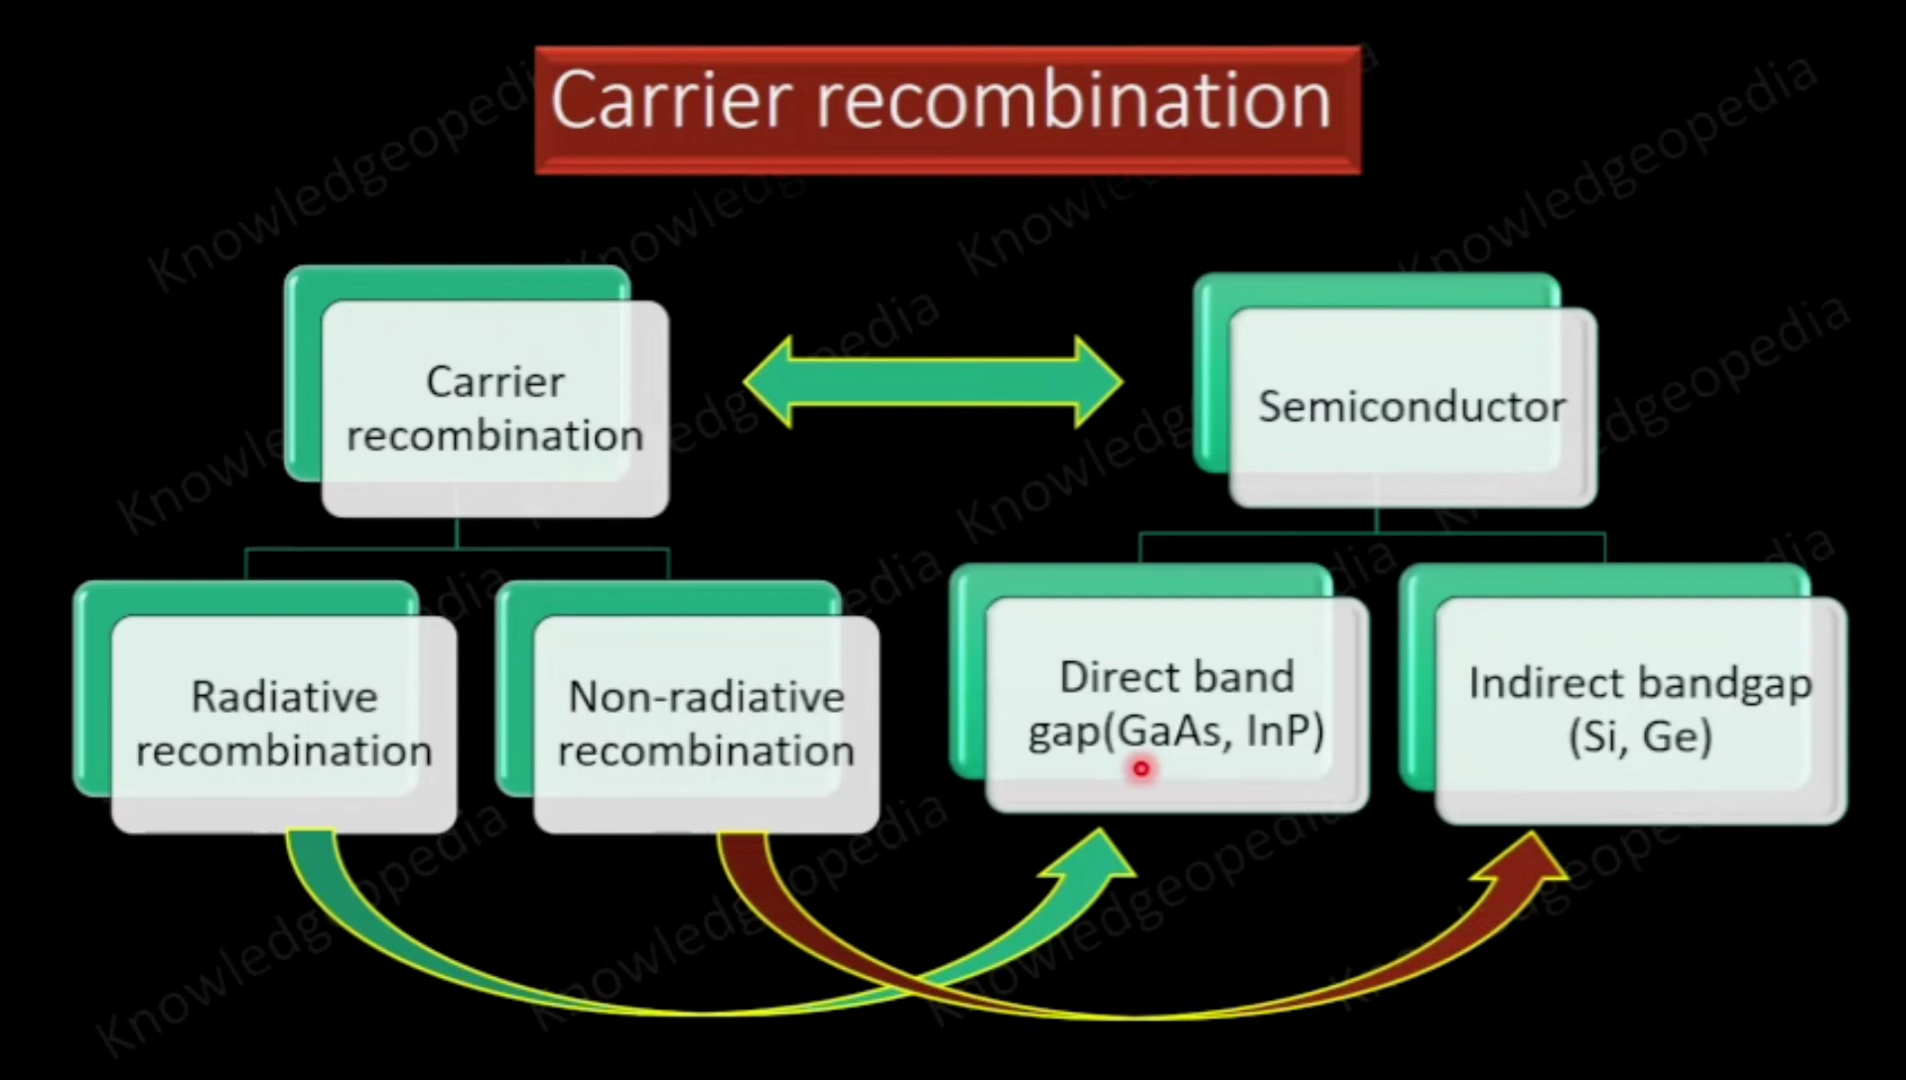 Carrier recombination
Carrier
recombination
Semiconductor
Radiative
recombination
Non-radiative
recombination
Direct band
gap(GaAs, InP)
Indirect bandgap
(Si, Ge)
Knowledgeopedia